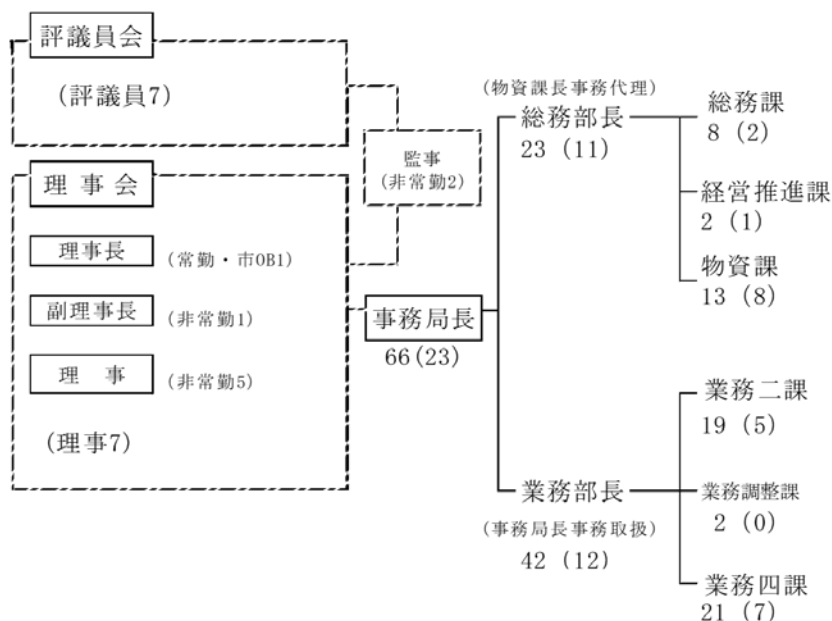 評議員会
(評議員7)
理事会
理事長
(常勤・市OB1)
副理事長
(非常勤1)
理 事
(非常勤5)
(理事7)
監事
(非常勤2)
事務局長
66(23)
(物資課長事務代理)
総務部長
23 (11)
総務課
8 (2)
経営推進課
2 (1)
物資課
13 (8)
業務部長
(事務局長事務取扱)
42 (12)
業務二課
19 (5)
業務調整課
2 (0)
業務四課
21 (7)